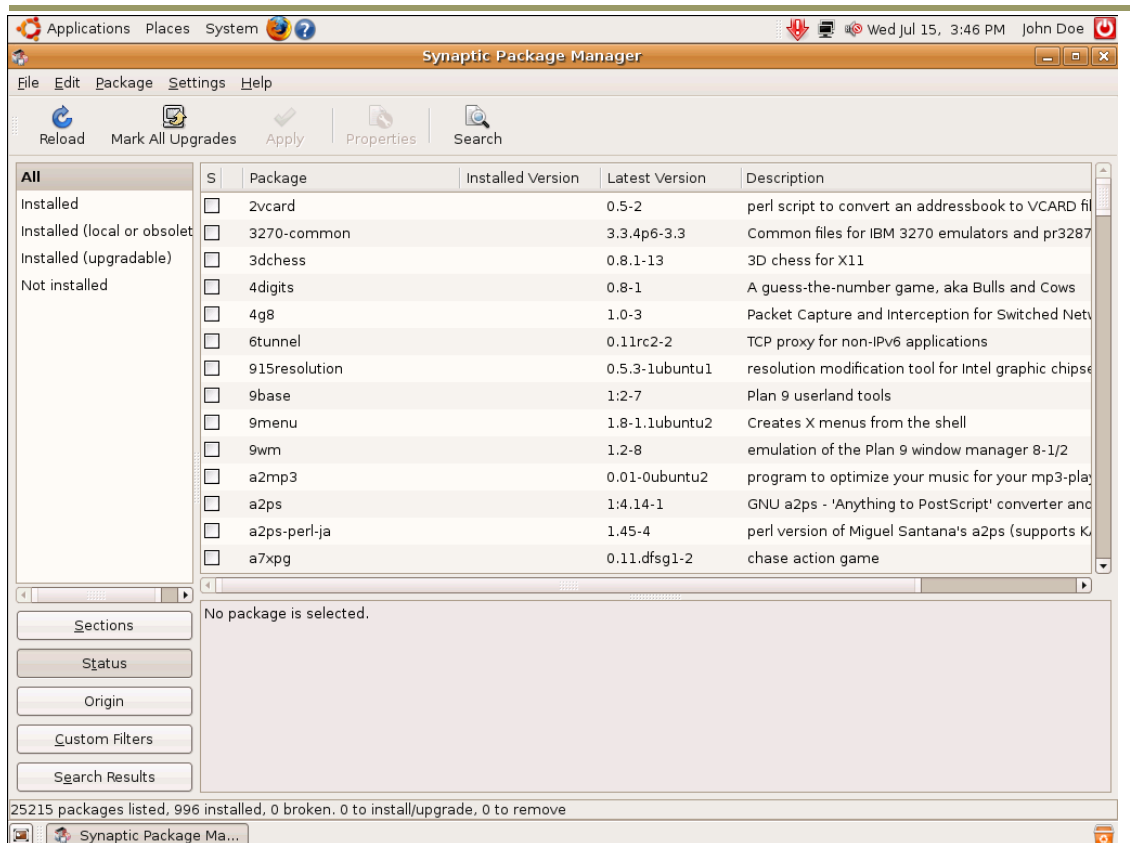 Applications Places System Wed Jul 15, 3:46 PM John Doe
Synaptic Package Manager
File Edit Package Settings Help
Reload Mark All Upgrades Apply Properties Search
All
Installed
Installed (local or obsolet
Installed (upgradable)
Not installed
S Package Installed Version Latest Version Description
2vcard 0.5-2 perl script to convert an addressbook to VCARD fil
3270-common 3.3.4p6-3.3 Common files for IBM 3270 emulators and pr3287
3dchess 0.8.1-13 3D chess for X11
4digits 0.8-1 A guess-the-number game, aka Bulls and Cows
4g8 1.0-3 Packet Capture and Interception for Switched Netw
6tunnel 0.11rc2-2 TCP proxy for non-IPv6 applications
915resolution 0.5.3-1ubuntu1 resolution modification tool for Intel graphic chipse
9base 1:2-7 Plan 9 userland tools
9menu 1.8-1.1ubuntu2 Creates X menus from the shell
9wm 1.2-8 emulation of the Plan 9 window manager 8-1/2
a2mp3 0.01-0ubuntu2 program to optimize your music for your mp3-play
a2ps 1:4.14-1 GNU a2ps - 'Anything to PostScript' converter and
a2ps-perl-ja 1.45-4 perl version of Miguel Santana's a2ps (supports KA
a7xpg 0.11.dfsg1-2 chase action game
Sections
Status
Origin
Custom Filters
Search Results
No package is selected.
25215 packages listed, 996 installed, 0 broken. 0 to install/upgrade, 0 to remove
Synaptic Package Ma...